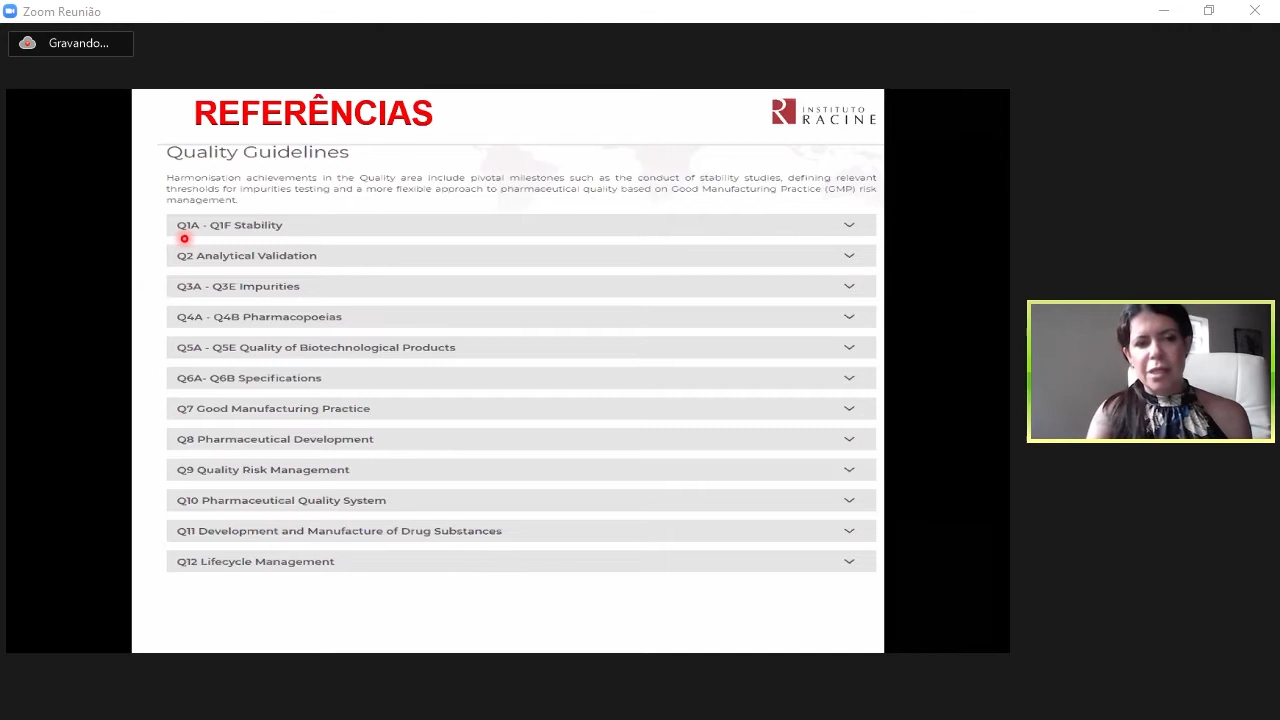 Zoom Reunião
Gravando...
REFERÊNCIAS
INSTITUTO
RACINE
Quality Guidelines
Harmonisation achievements in the Quality area include pivotal milestones such as the conduct of stability studies, defining relevant
thresholds for impurities testing and a more flexible approach to pharmaceutical quality based on Good Manufacturing Practice (GMP) risk
management.
Q1A - Q1F Stability
Q2 Analytical Validation
Q3A - Q3E Impurities
Q4A - Q4B Pharmacopoeias
Q5A - Q5E Quality of Biotechnological Products
Q6A- Q6B Specifications
Q7 Good Manufacturing Practice
Q8 Pharmaceutical Development
Q9 Quality Risk Management
Q10 Pharmaceutical Quality System
Q11 Development and Manufacture of Drug Substances
Q12 Lifecycle Management